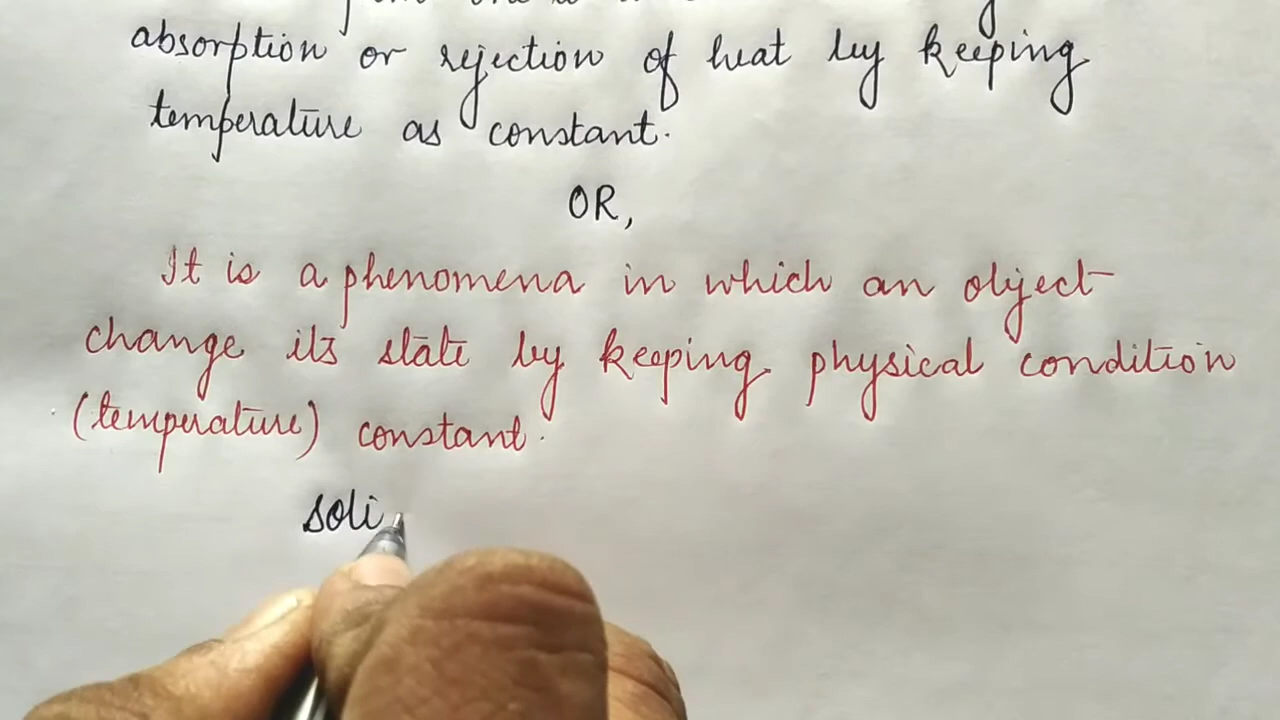 absorption or rejection of heat by keeping
temperature as constant.
OR,
It is a phenomena in which an object
change its state by keeping physical condition
(temperature) constant.
soli